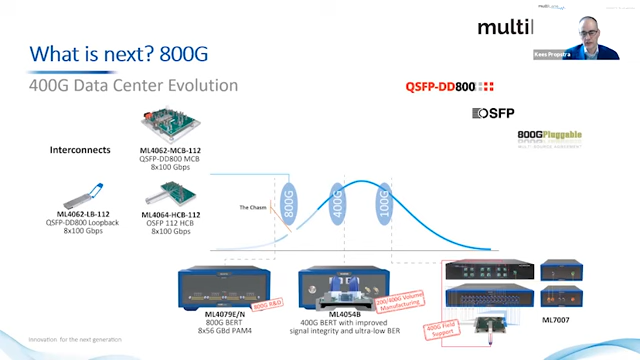 multi
Kees Propstra
What is next? 800G
400G Data Center Evolution
QSFP-DD800
OSFP
800G Pluggable
MULTI-SOURCE AGREEMENT
Interconnects
ML4062-MCB-112
QSFP-DD800 MCB
8x100 Gbps
ML4062-LB-112
QSFP-DD800 Loopback
8x100 Gbps
ML4064-HCB-112
OSFP 112 HCB
8x100 Gbps
The Chasm
800G
400G
100G
800G R&D
ML4079E/N
800G BERT
8x56 GBd PAM4
200/400G Volume
Manufacturing
ML4054B
400G BERT with improved
signal integrity and ultra-low BER
400G Field
Support
ML7007
Innovation for the next generation